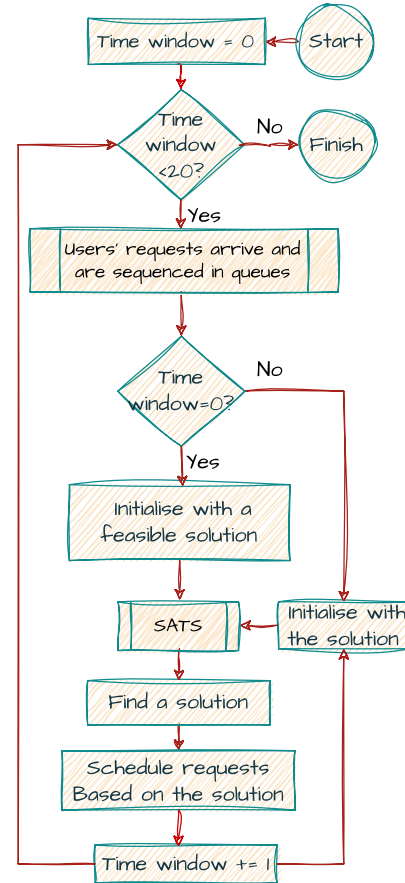 Time window = 0
Start
Time
window
<20?
No
Finish
Yes
Users' requests arrive and
are sequenced in queues
Time
window=0?
No
Yes
Initialise with a
feasible solution
SATS
Initialise with
the solution
Find a solution
Schedule requests
Based on the solution
Time window += 1